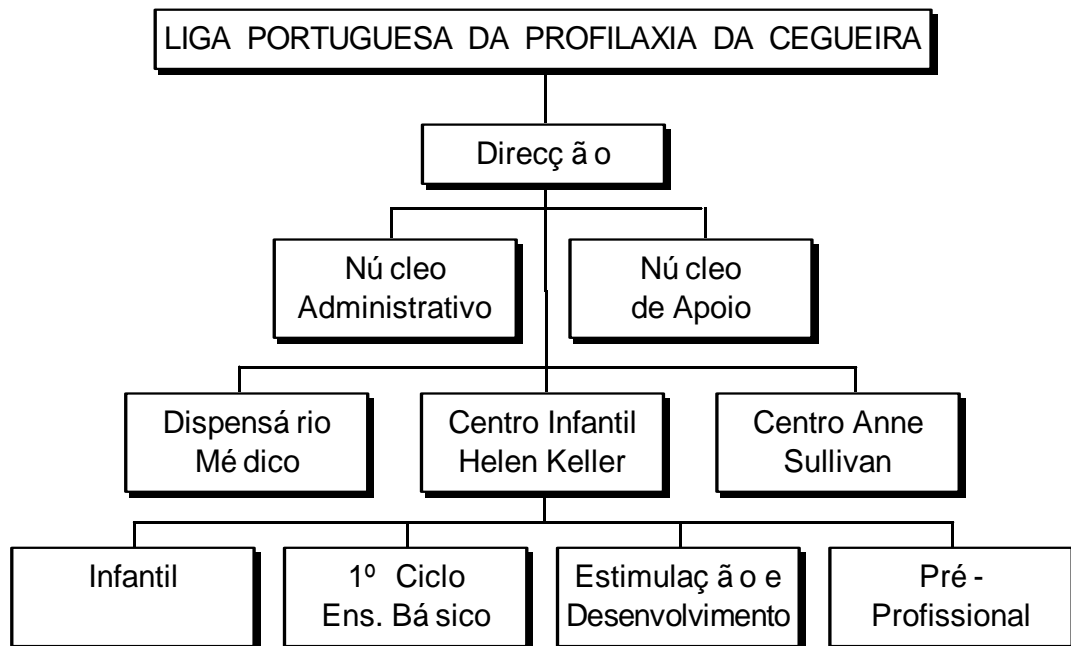 LIGA PORTUGUESA DA PROFILAXIA DA CEGUEIRA
Direcção
Núcleo
Administrativo
Núcleo
de Apoio
Dispensário
Médico
Centro Infantil
Helen Keller
Centro Anne
Sullivan
Infantil
1º Ciclo
Ens. Básico
Estimulação e
Desenvolvimento
Pré -
Profissional